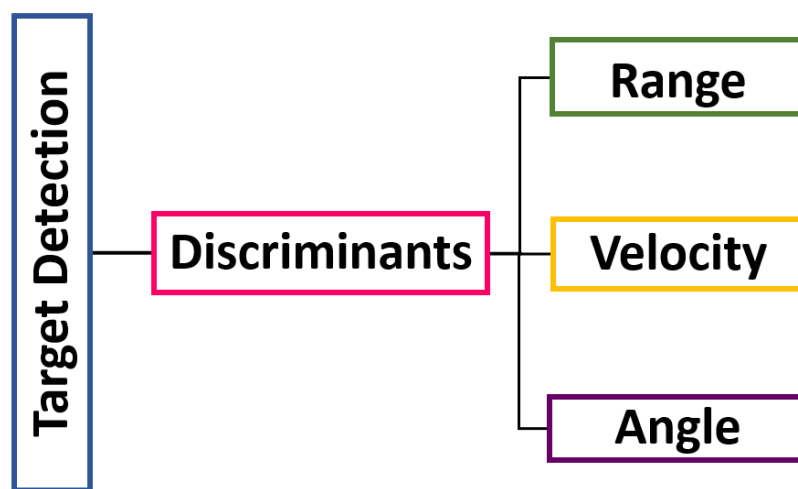 Target Detection
Discriminants
Range
Velocity
Angle